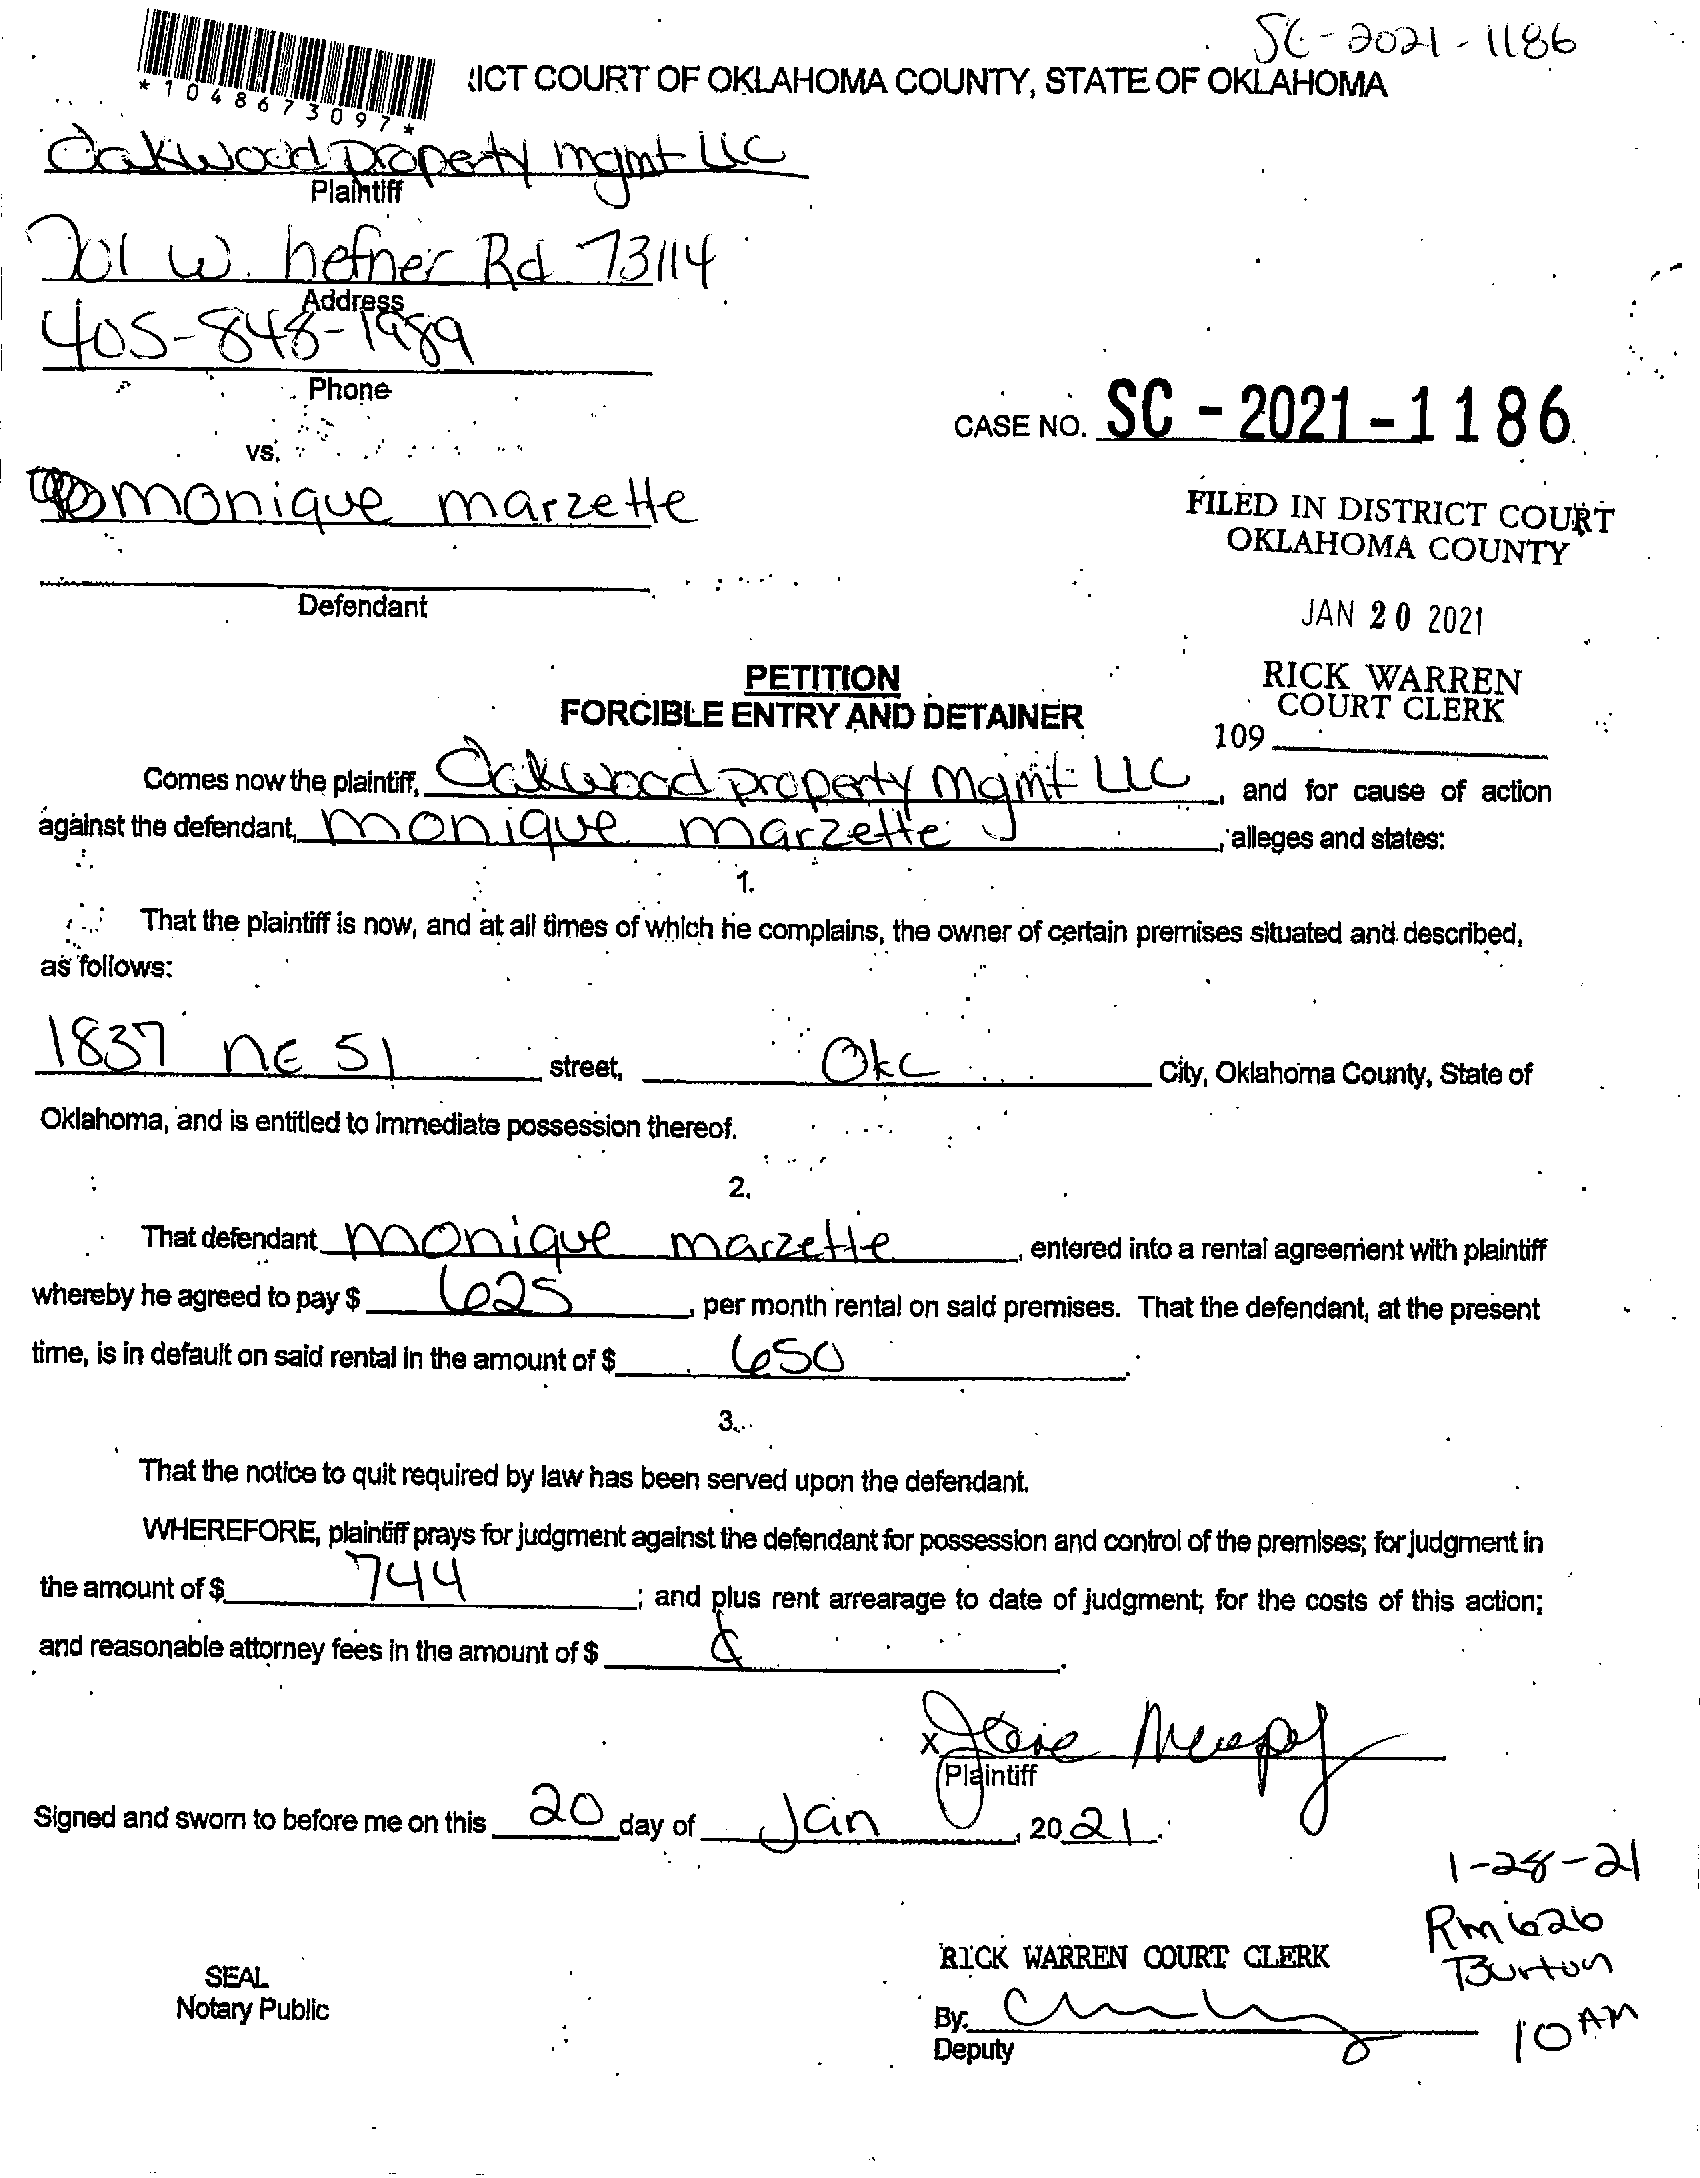 SC-2021-1186
*1048673097*
ICT COURT OF OKLAHOMA COUNTY, STATE OF OKLAHOMA
Oakwood property mgmt LLC
Plaintiff
701 W. hefner Rd 73114
Address
405-848-1989
Phone
CASE NO. SC-2021-1186
vs.
monique marzette
FILED IN DISTRICT COURT
OKLAHOMA COUNTY
Defendant
JAN 20 2021
PETITION
FORCIBLE ENTRY AND DETAINER
RICK WARREN
COURT CLERK
109
Comes now the plaintiff, Oakwood property Mgmt LLC, and for cause of action
against the defendant, monique marzette, alleges and states:
1.
That the plaintiff is now, and at all times of which he complains, the owner of certain premises situated and described,
as follows:
1837 NE 51 street, Okc City, Oklahoma County, State of
Oklahoma, and is entitled to immediate possession thereof.
2.
That defendant monique marzette, entered into a rental agreement with plaintiff
whereby he agreed to pay $ 625, per month rental on said premises. That the defendant, at the present
time, is in default on said rental in the amount of $ 650.
3.
That the notice to quit required by law has been served upon the defendant.
WHEREFORE, plaintiff prays for judgment against the defendant for possession and control of the premises; for judgment in
the amount of $ 744; and plus rent arrearage to date of judgment; for the costs of this action;
and reasonable attorney fees in the amount of $
x
Plaintiff
Signed and sworn to before me on this 20 day of Jan, 2021.
1-28-21
Rm 626
Burton
10 AM
RICK WARREN COURT CLERK
SEAL
Notary Public
By:
Deputy